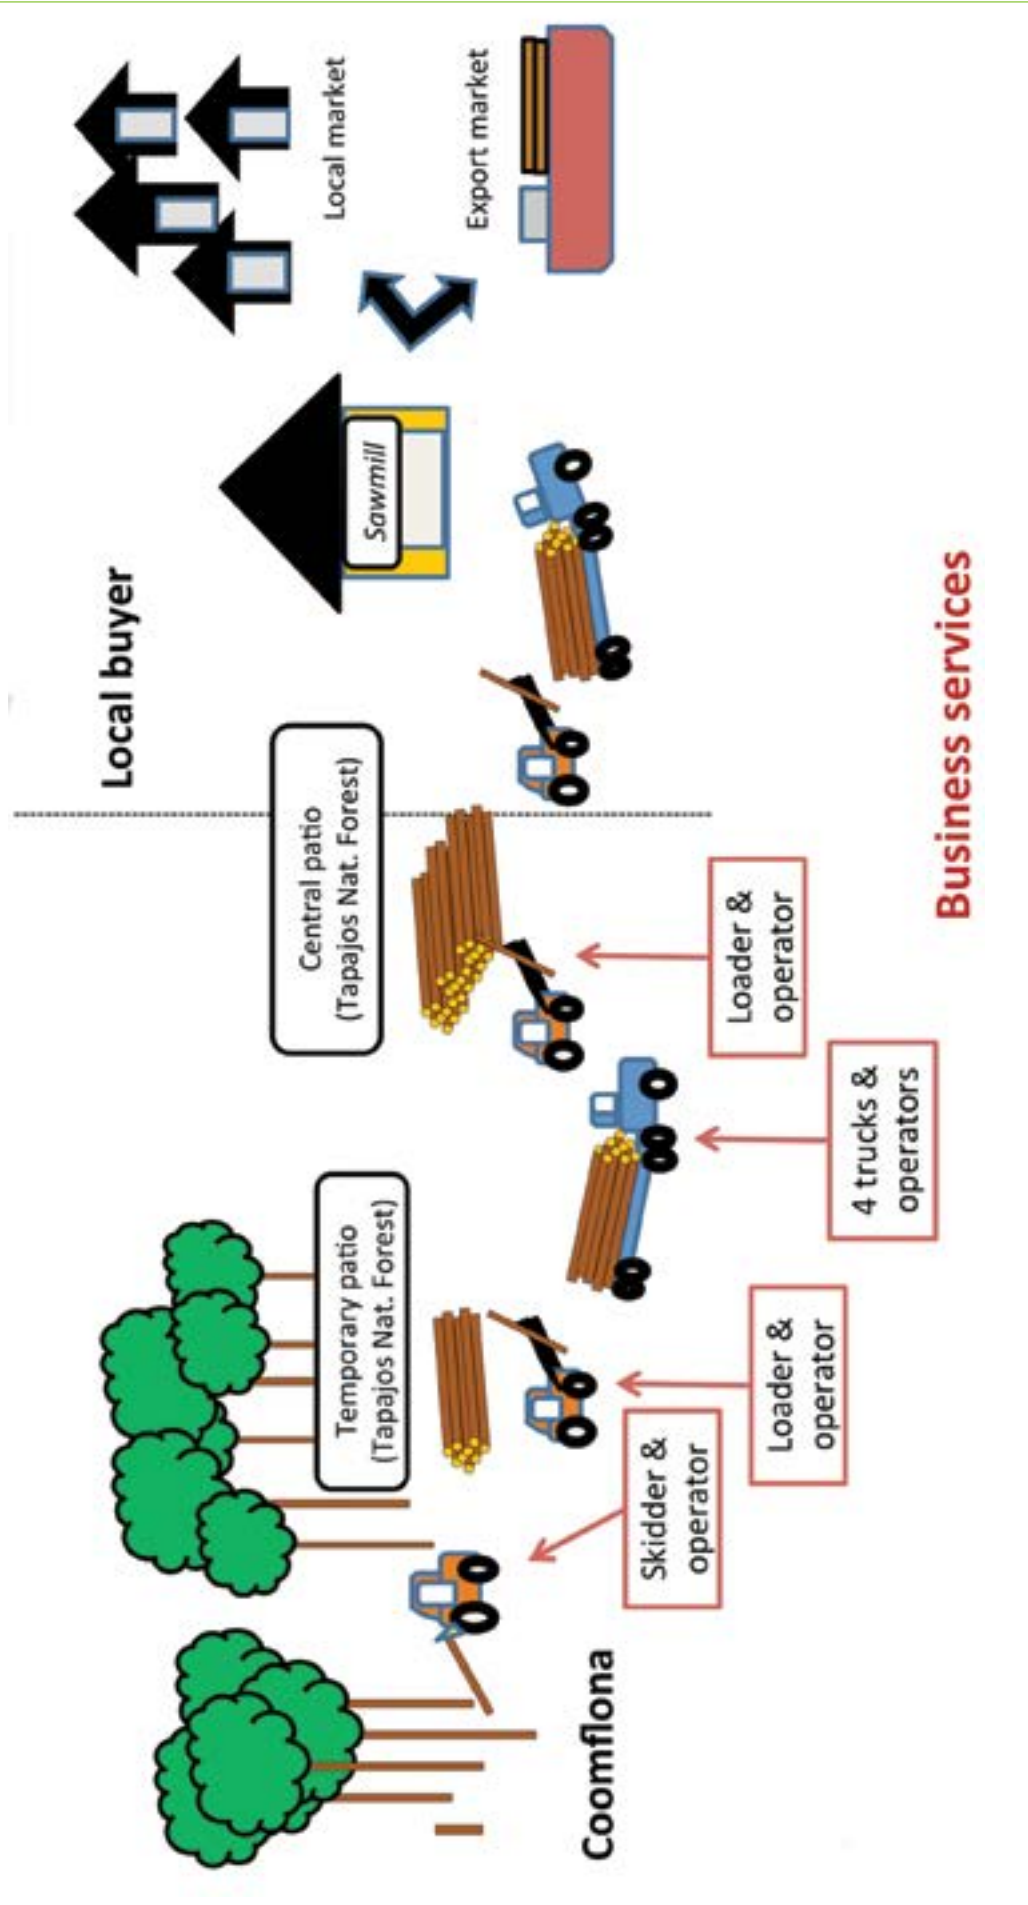 Coomflona
Skidder &
operator
Temporary patio
(Tapajos Nat. Forest)
Loader &
operator
4 trucks &
operators
Central patio
(Tapajos Nat. Forest)
Loader &
operator
Business services
Local buyer
Sawmill
Local market
Export market